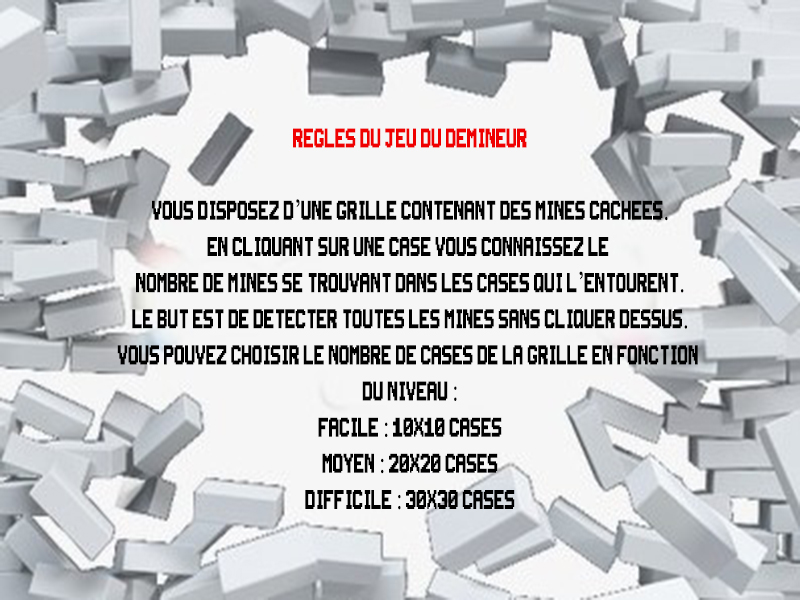 REGLES DU JEU DU DEMINEUR
VOUS DISPOSEZ D'UNE GRILLE CONTENANT DES MINES CACHEES.
EN CLIQUANT SUR UNE CASE VOUS CONNAISSEZ LE
NOMBRE DE MINES SE TROUVANT DANS LES CASES QUI L'ENTOURENT.
LE BUT EST DE DETECTER TOUTES LES MINES SANS CLIQUER DESSUS.
VOUS POUVEZ CHOISIR LE NOMBRE DE CASES DE LA GRILLE EN FONCTION
DU NIVEAU :
FACILE : 10X10 CASES
MOYEN : 20X20 CASES
DIFFICILE : 30X30 CASES